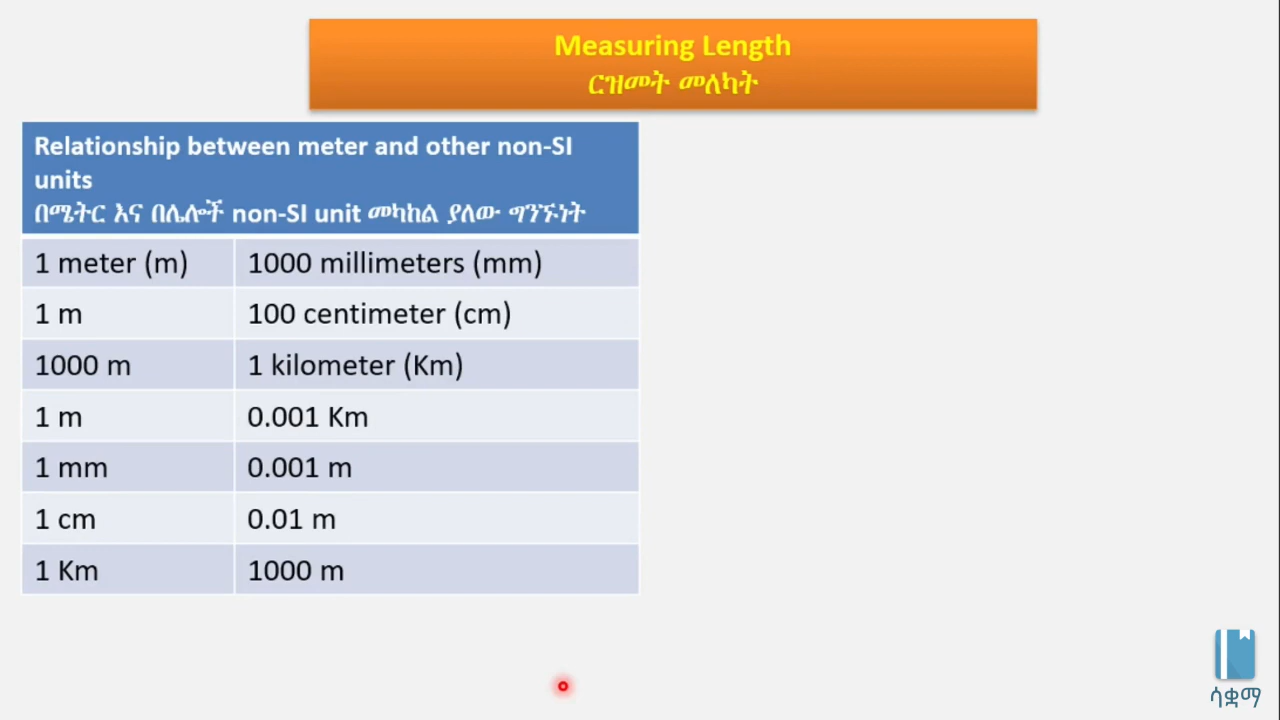 Measuring Length
ርዝመት መለካት
Relationship between meter and other non-SI
units
በሜትር እና በሌሎች non-SI unit መካከል ያለው ግንኙነት
1 meter (m) 1000 millimeters (mm)
1 m 100 centimeter (cm)
1000 m 1 kilometer (Km)
1 m 0.001 Km
1 mm 0.001 m
1 cm 0.01 m
1 Km 1000 m
ሳቋማ